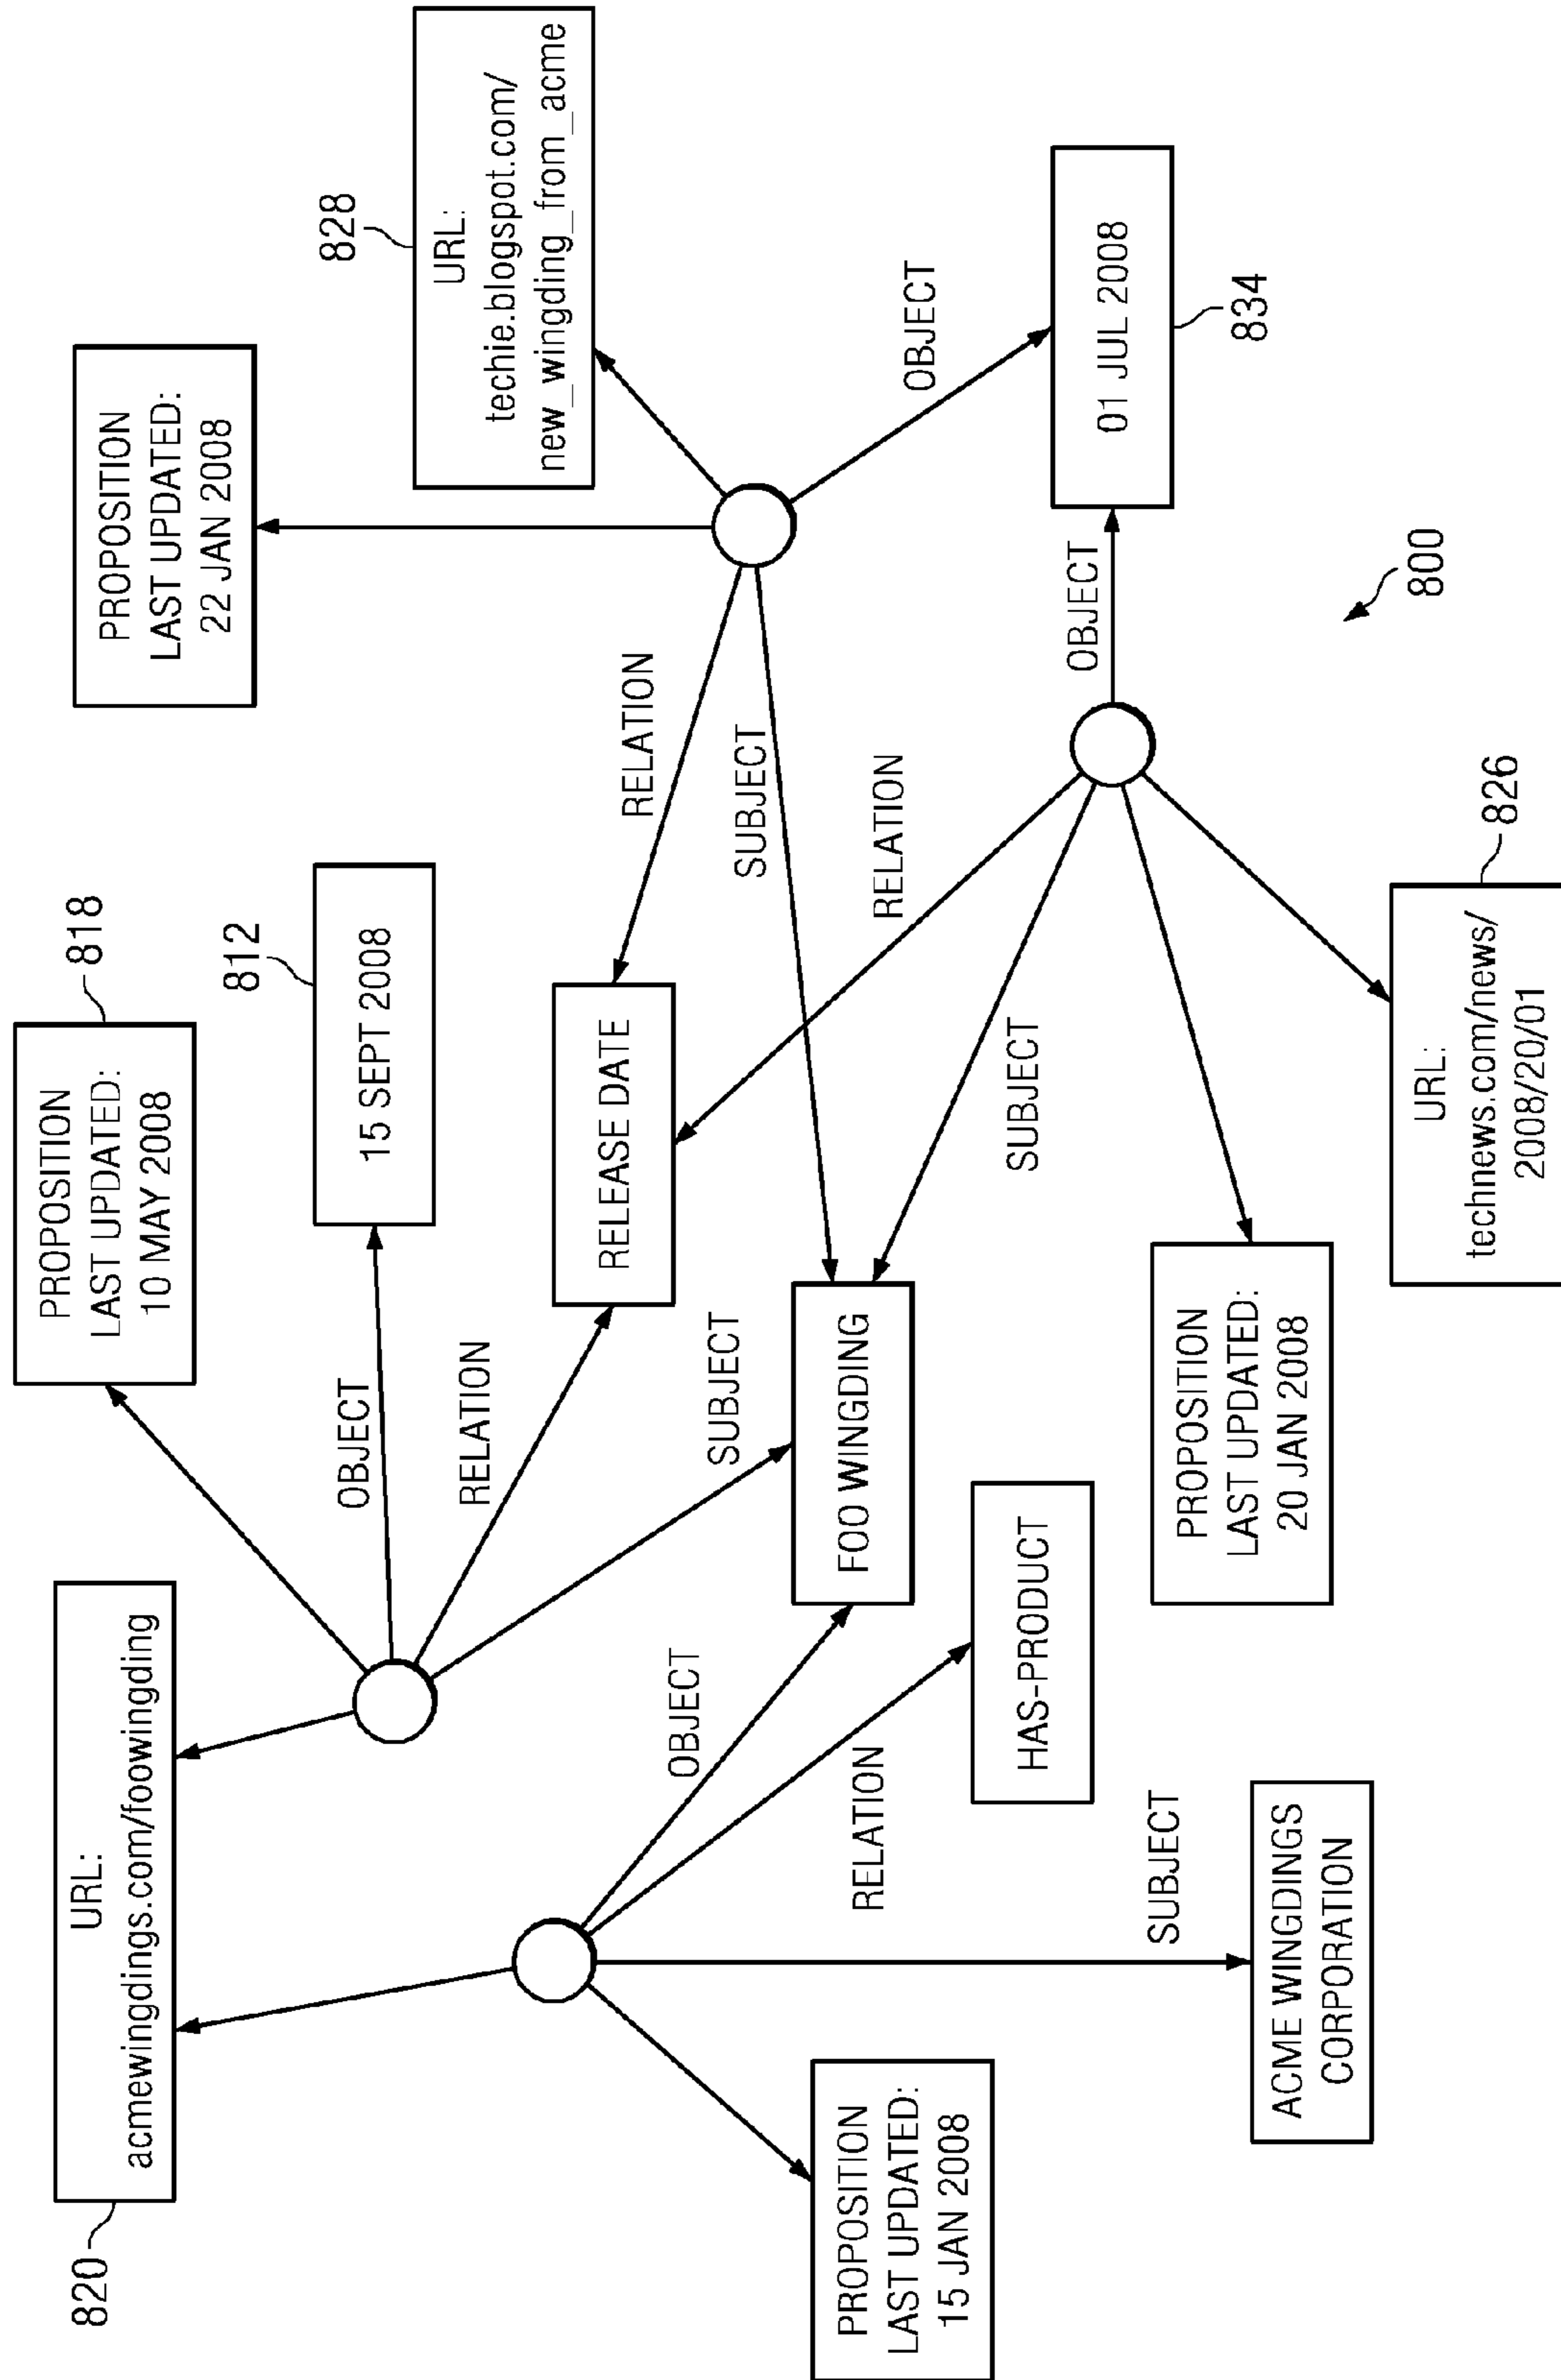 820
URL:
acmewingdings.com/foowingding
PROPOSITION
LAST UPDATED:
10 MAY 2008
818
PROPOSITION
LAST UPDATED:
22 JAN 2008
OBJECT
15 SEPT 2008
812
828
URL:
techie.blogspot.com/
new_wingding_from_acme
RELATION
RELEASE DATE
RELATION
SUBJECT
SUBJECT
OBJECT
FOO WINGDING
RELATION
OBJECT
PROPOSITION
LAST UPDATED:
15 JAN 2008
RELATION
HAS-PRODUCT
SUBJECT
OBJECT
01 JUL 2008
834
SUBJECT
ACME WINGDINGS
CORPORATION
PROPOSITION
LAST UPDATED:
20 JAN 2008
URL:
technews.com/news/
2008/20/01
826
800